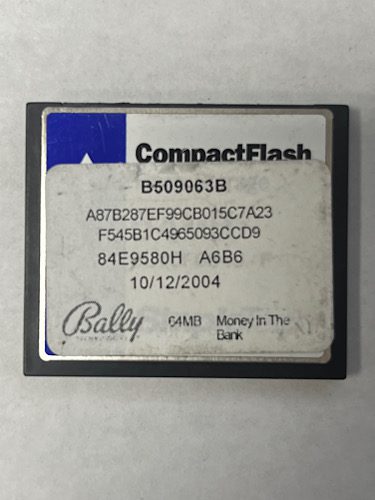 CompactFlash
B509063B
A87B287EF99CB015C7A23
F545B1C4965093CCD9
84E9580H A6B6
10/12/2004
Bally 64MB Money In The
Bank